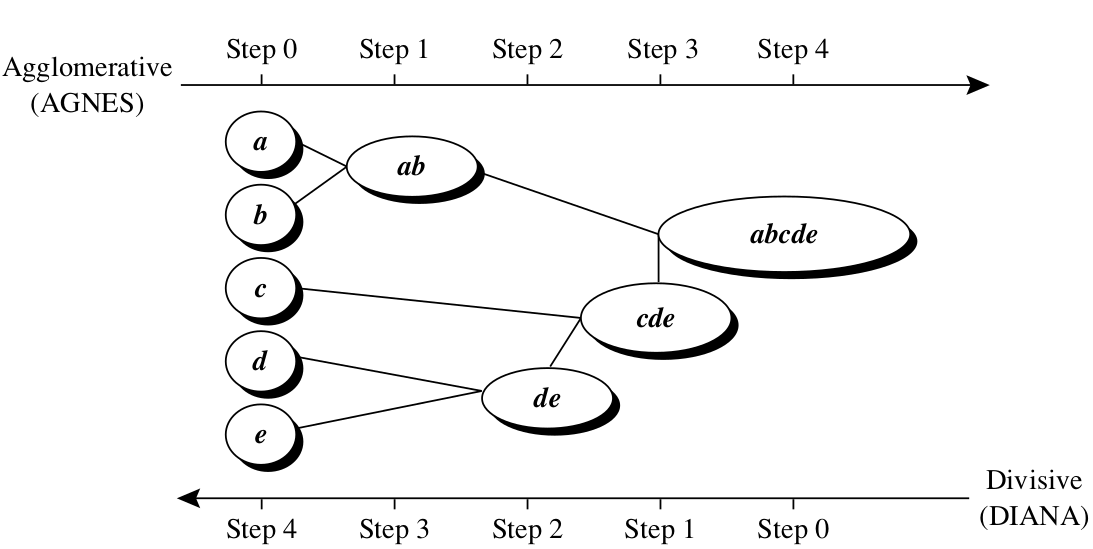 Step 0 Step 1 Step 2 Step 3 Step 4
Agglomerative
(AGNES)
a
ab
b
abcde
c
cde
d
de
e
Divisive
(DIANA)
Step 4 Step 3 Step 2 Step 1 Step 0